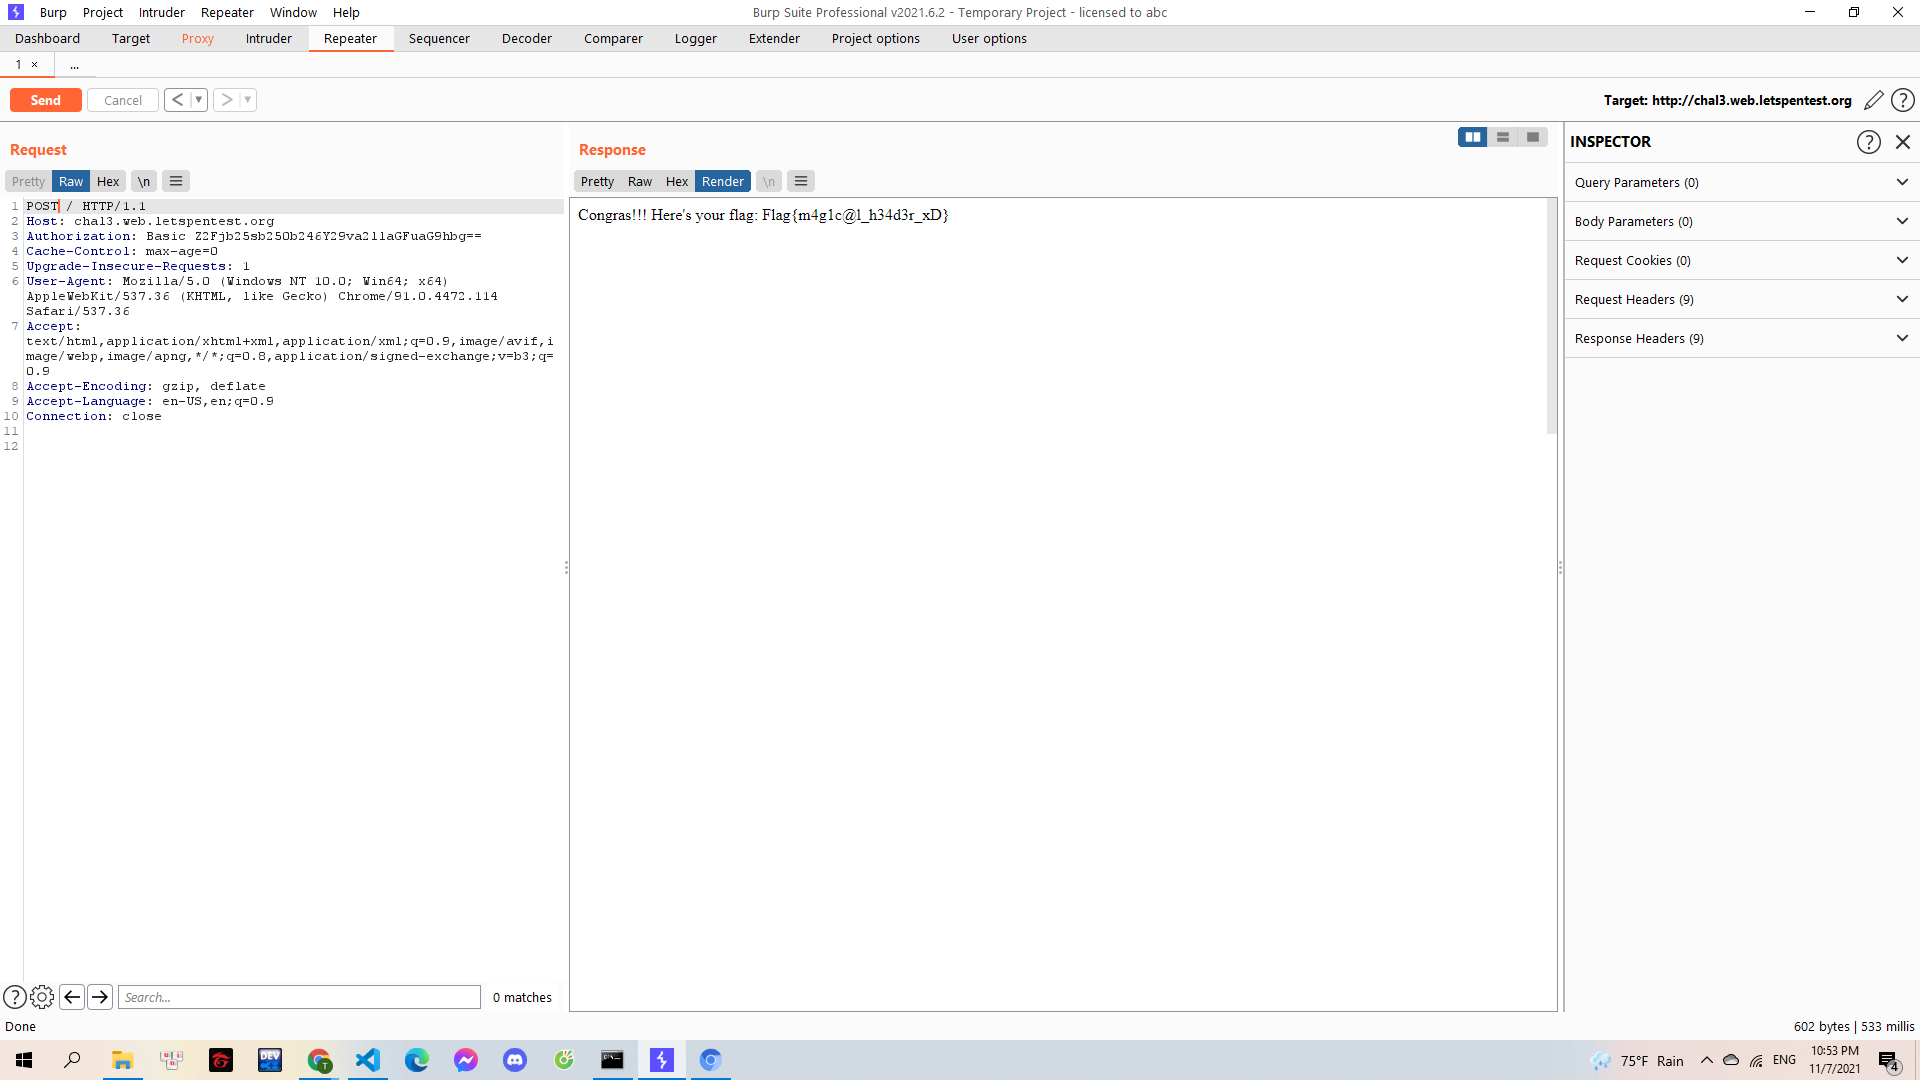 Burp Project Intruder Repeater Window Help Burp Suite Professional v2021.6.2 - Temporary Project - licensed to abc
Dashboard Target Proxy Intruder Repeater Sequencer Decoder Comparer Logger Extender Project options User options
1 × ...
Send Cancel < > Target: http://chal3.web.letspentest.org ?
Request
Pretty Raw Hex \n
1 POST / HTTP/1.1
2 Host: chal3.web.letspentest.org
3 Authorization: Basic Z2Fjb25sb250b246Y29va2llaGFuaG9hbg==
4 Cache-Control: max-age=0
5 Upgrade-Insecure-Requests: 1
6 User-Agent: Mozilla/5.0 (Windows NT 10.0; Win64; x64)
AppleWebKit/537.36 (KHTML, like Gecko) Chrome/91.0.4472.114
Safari/537.36
7 Accept:
text/html,application/xhtml+xml,application/xml;q=0.9,image/avif,i
mage/webp,image/apng,*/*;q=0.8,application/signed-exchange;v=b3;q=
0.9
8 Accept-Encoding: gzip, deflate
9 Accept-Language: en-US,en;q=0.9
10 Connection: close
11
12
? Search... 0 matches
Response
Pretty Raw Hex Render \n
Congras!!! Here's your flag: Flag{m4g1c@l_h34d3r_xD}
INSPECTOR ?
Query Parameters (0)
Body Parameters (0)
Request Cookies (0)
Request Headers (9)
Response Headers (9)
Done 602 bytes | 533 millis
DEV T 75°F Rain ENG 10:53 PM
11/7/2021 4